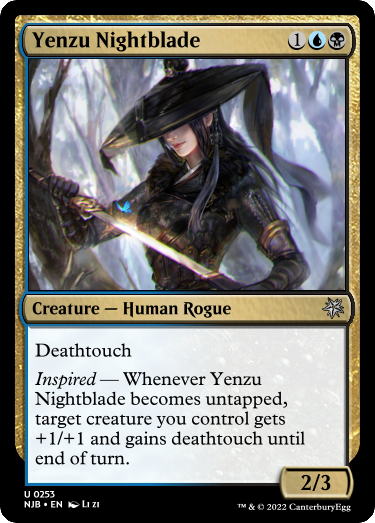 Yenzu Nightblade 1
Creature — Human Rogue
Deathtouch
Inspired — Whenever Yenzu
Nightblade becomes untapped,
target creature you control gets
+1/+1 and gains deathtouch until
end of turn.
2/3
U 0253
NJB • EN LI ZI
™ & © 2022 CanterburyEgg